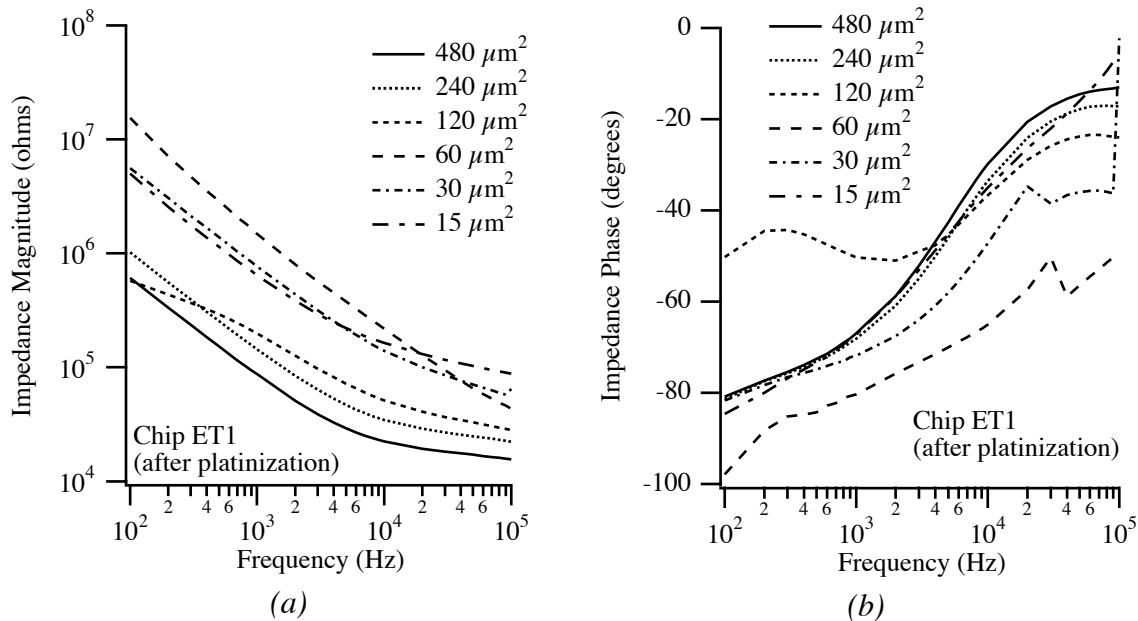 10^8
10^7
10^6
10^5
10^4
Impedance Magnitude (ohms)
480 µm^2
240 µm^2
120 µm^2
60 µm^2
30 µm^2
15 µm^2
Chip ET1
(after platinization)
10^2 2 4 6 10^3 2 4 6 10^4 2 4 6 10^5
Frequency (Hz)
(a)
0
-20
-40
-60
-80
-100
Impedance Phase (degrees)
480 µm^2
240 µm^2
120 µm^2
60 µm^2
30 µm^2
15 µm^2
Chip ET1
(after platinization)
10^2 2 4 6 10^3 2 4 6 10^4 2 4 6 10^5
Frequency (Hz)
(b)